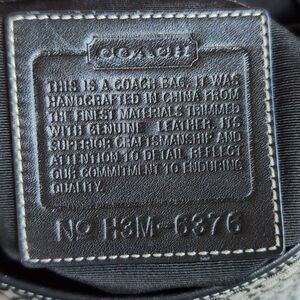 COACH
THIS IS A COACH BAG. IT WAS
HANDCRAFTED IN CHINA FROM
THE FINEST MATERIALS TRIMMED
WITH GENUINE LEATHER. ITS
SUPERIOR CRAFTSMANSHIP AND
ATTENTION TO DETAIL REFLECT
OUR COMMITMENT TO ENDURING
QUALITY.
Nº H3M-6376